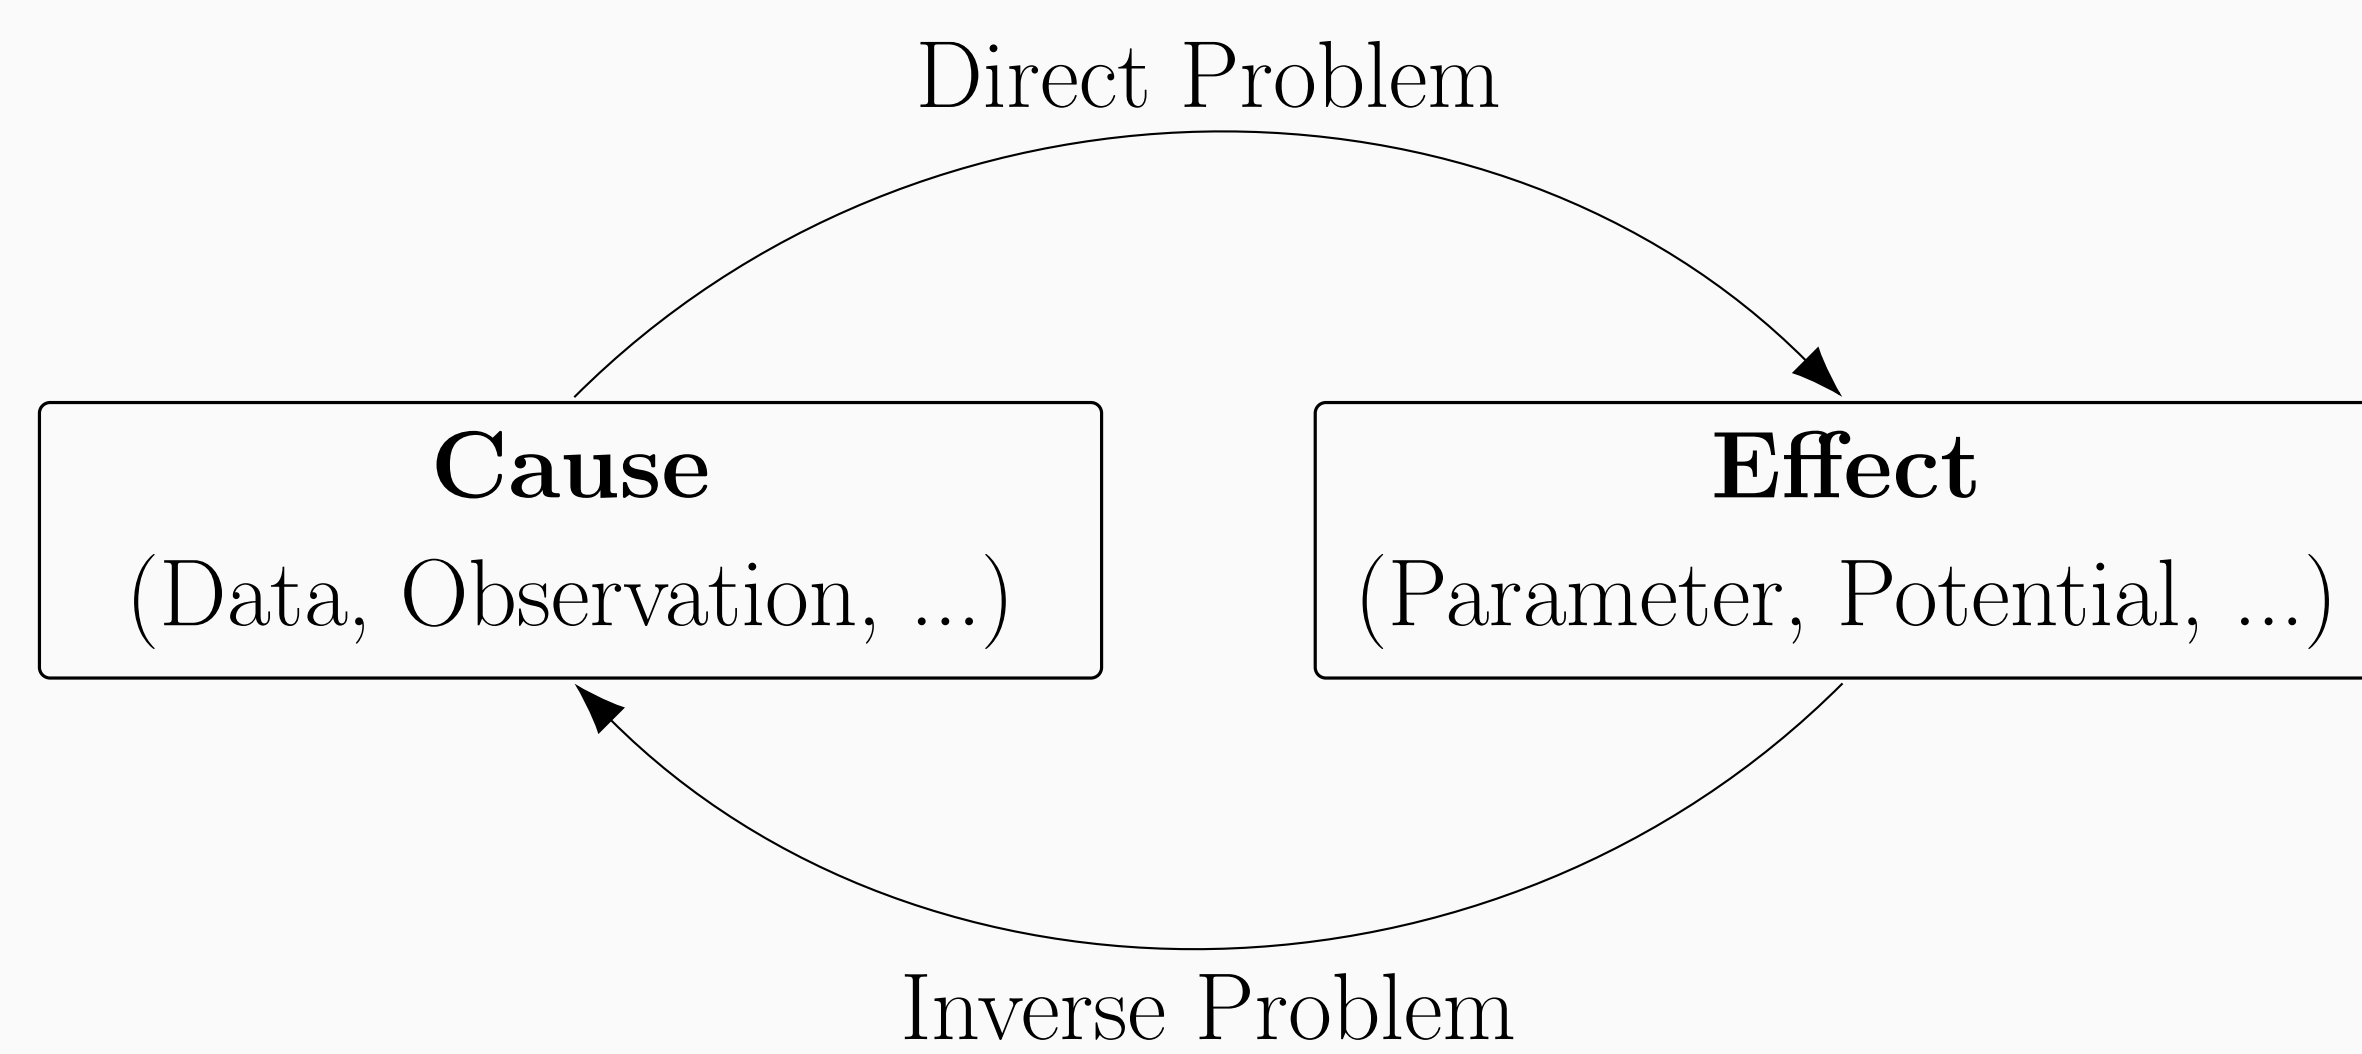 Direct Problem
Cause
(Data, Observation, ...)
Effect
(Parameter, Potential, ...)
Inverse Problem